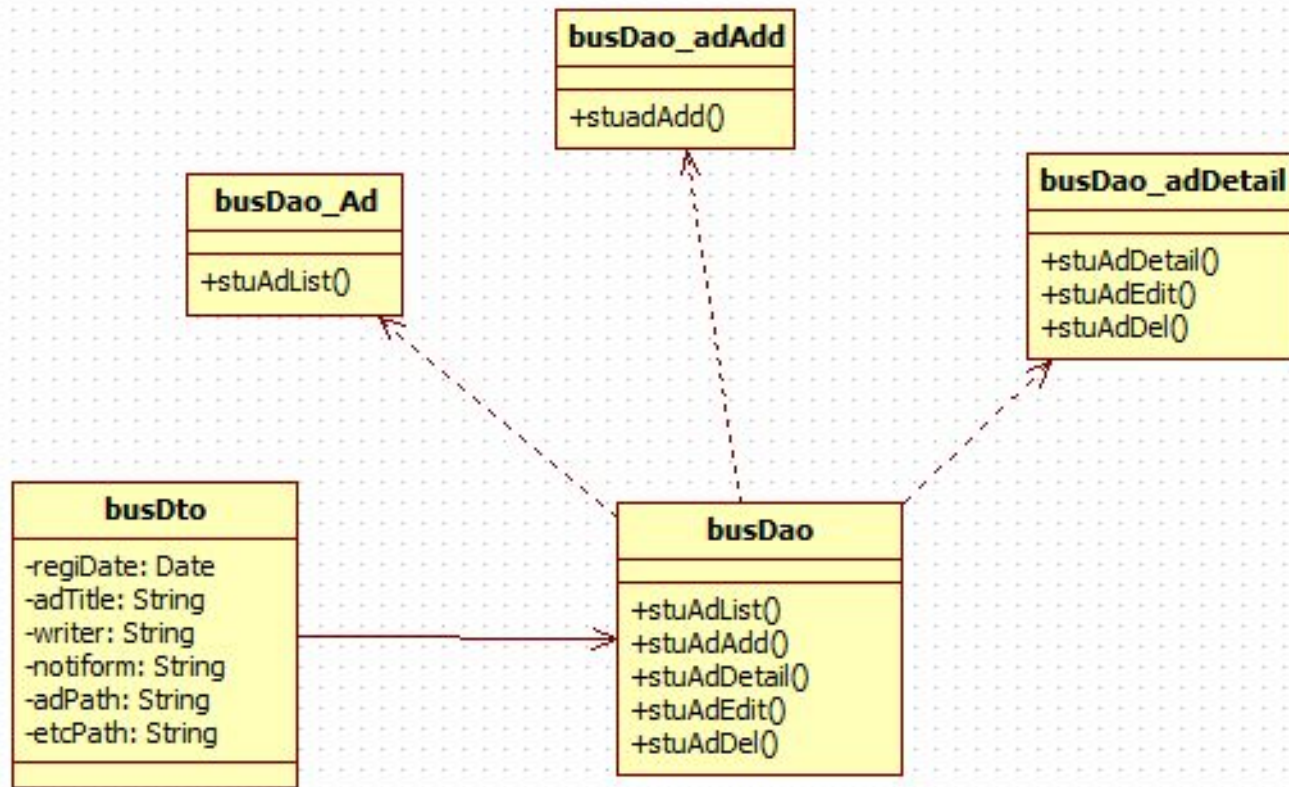 busDao_adAdd
+stuadAdd()
busDao_Ad
+stuAdList()
busDao_adDetail
+stuAdDetail()
+stuAdEdit()
+stuAdDel()
busDto
-regiDate: Date
-adTitle: String
-writer: String
-notiform: String
-adPath: String
-etcPath: String
busDao
+stuAdList()
+stuAdAdd()
+stuAdDetail()
+stuAdEdit()
+stuAdDel()